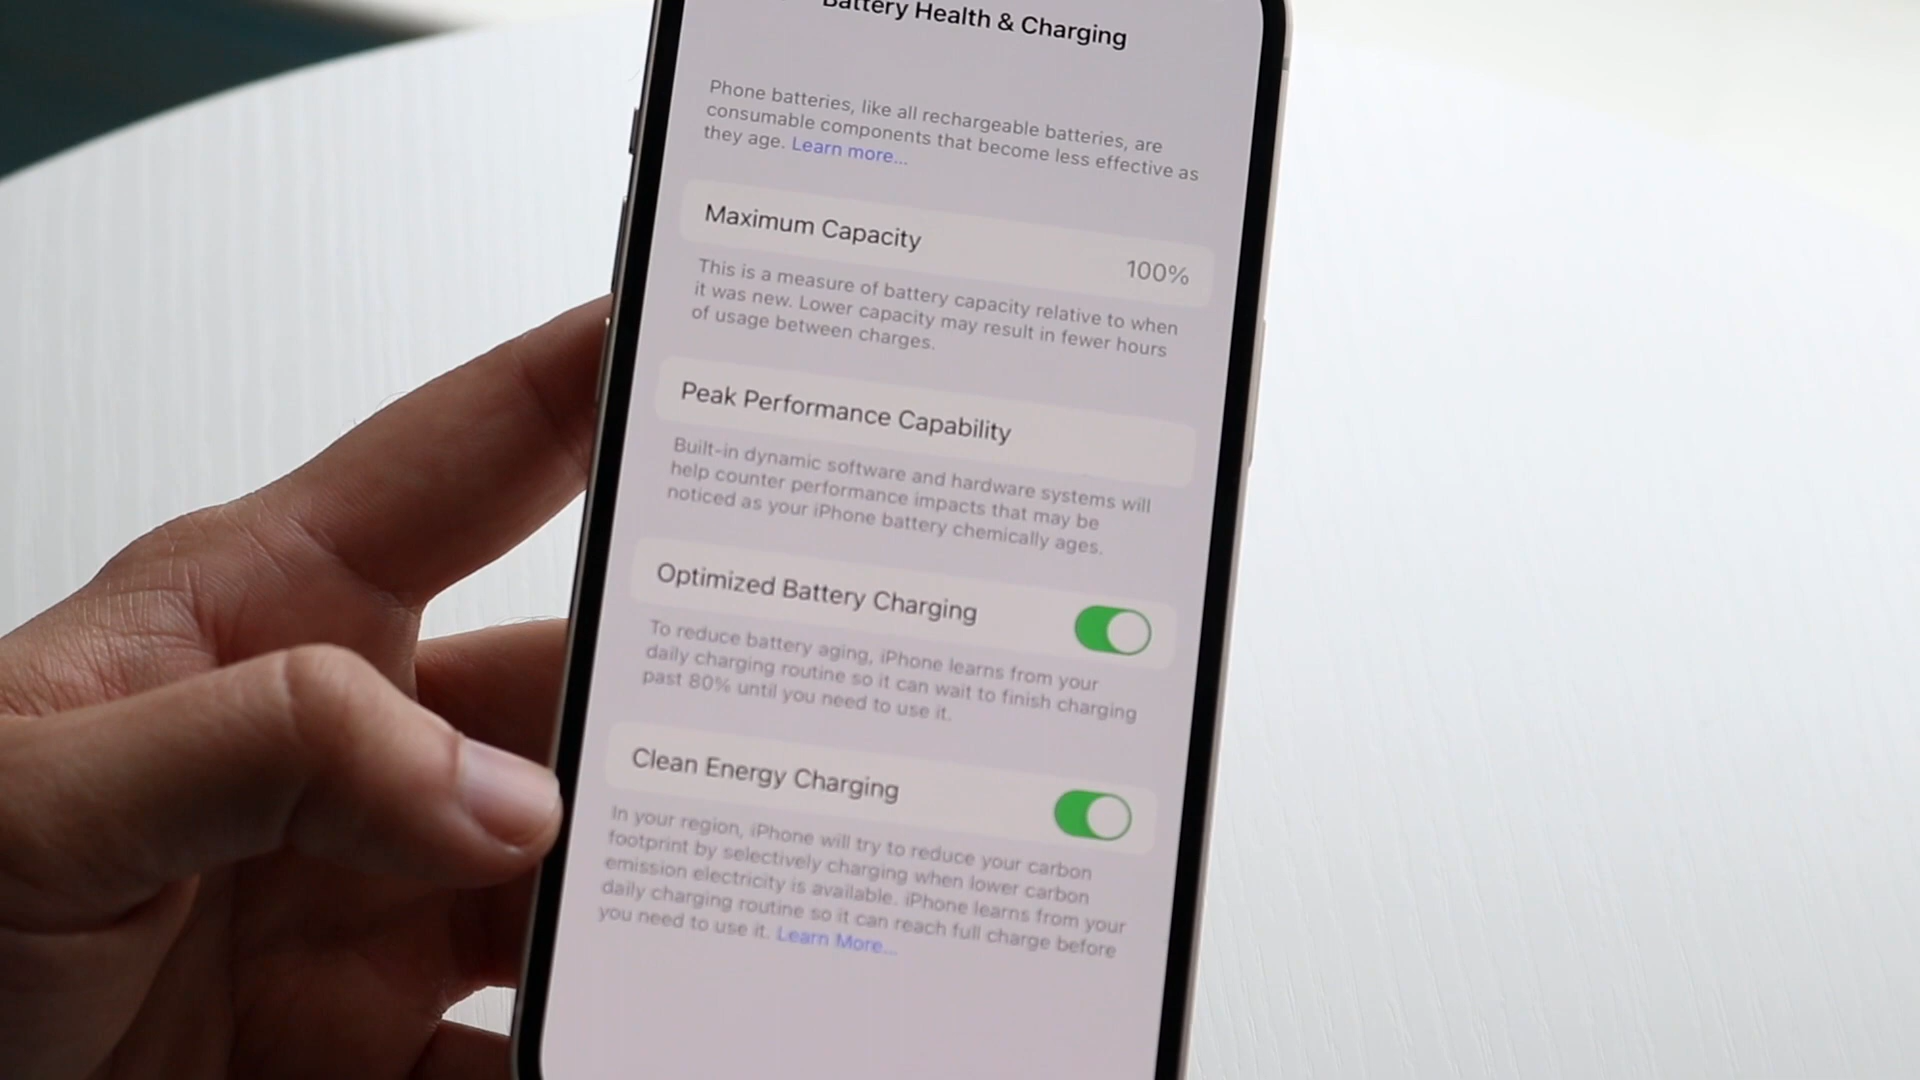 Battery Health & Charging
Phone batteries, like all rechargeable batteries, are
consumable components that become less effective as
they age. Learn more...
Maximum Capacity
100%
This is a measure of battery capacity relative to when
it was new. Lower capacity may result in fewer hours
of usage between charges.
Peak Performance Capability
Built-in dynamic software and hardware systems will
help counter performance impacts that may be
noticed as your iPhone battery chemically ages.
Optimized Battery Charging
To reduce battery aging, iPhone learns from your
daily charging routine so it can wait to finish charging
past 80% until you need to use it.
Clean Energy Charging
In your region, iPhone will try to reduce your carbon
footprint by selectively charging when lower carbon
emission electricity is available. iPhone learns from your
daily charging routine so it can reach full charge before
you need to use it. Learn More...